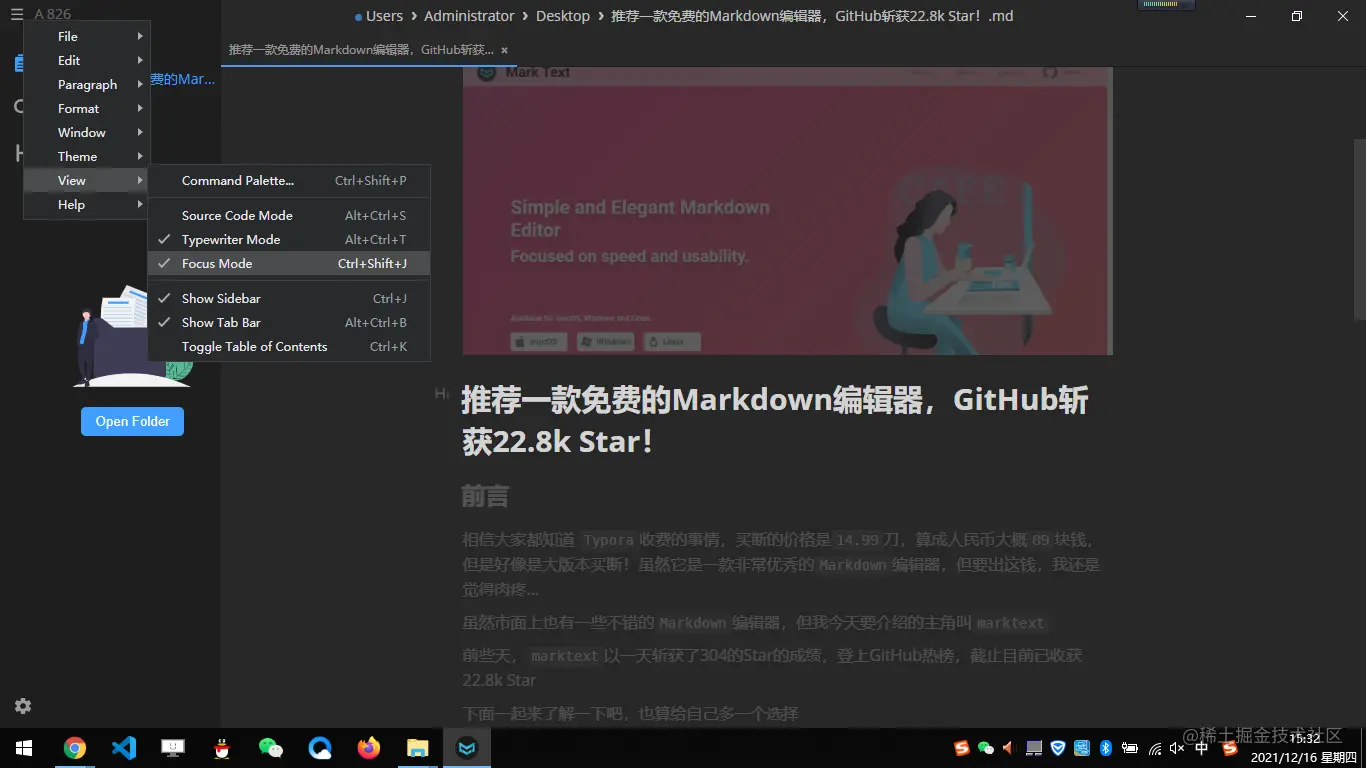 A 826
Users › Administrator › Desktop › 推荐一款免费的Markdown编辑器，GitHub斩获22.8k Star！.md
推荐一款免费的Markdown编辑器，GitHub斩获... ×
费的Mar...
File
Edit
Paragraph
Format
Window
Theme
View
Help
Command Palette... Ctrl+Shift+P
Source Code Mode Alt+Ctrl+S
Typewriter Mode Alt+Ctrl+T
Focus Mode Ctrl+Shift+J
Show Sidebar Ctrl+J
Show Tab Bar Alt+Ctrl+B
Toggle Table of Contents Ctrl+K
Open Folder
Mark Text
Simple and Elegant Markdown
Editor
Focused on speed and usability.
Available for macOS, Windows and Linux.
macOS Windows Linux
推荐一款免费的Markdown编辑器，GitHub斩
获22.8k Star！
前言
相信大家都知道 Typora 收费的事情，买断的价格是 14.99 刀，算成人民币大概 89 块钱，
但是好像是大版本买断！虽然它是一款非常优秀的 Markdown 编辑器，但要出这钱，我还是
觉得肉疼...
虽然市面上也有一些不错的 Markdown 编辑器，但我今天要介绍的主角叫 marktext
前些天， marktext 以一天斩获了304的Star的成绩，登上GitHub热榜，截止目前已收获
22.8k Star
下面一起来了解一下吧，也算给自己多一个选择
@稀土掘金技术社区
中
15:32
2021/12/16 星期四